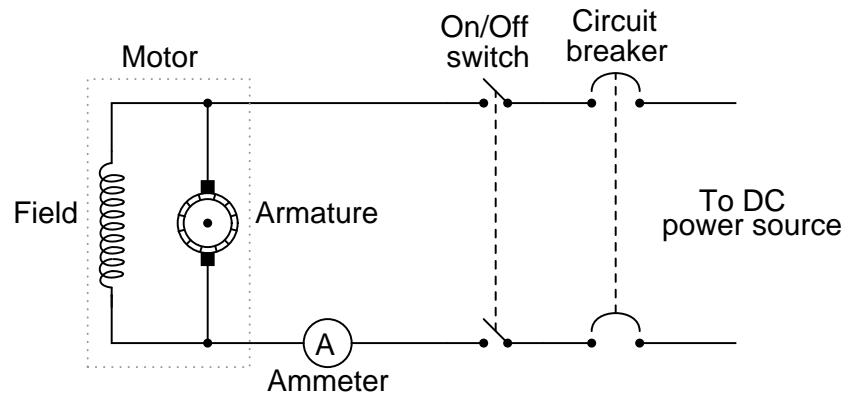 On/Off
switch
Circuit
breaker
Motor
Field
Armature
To DC
power source
A
Ammeter